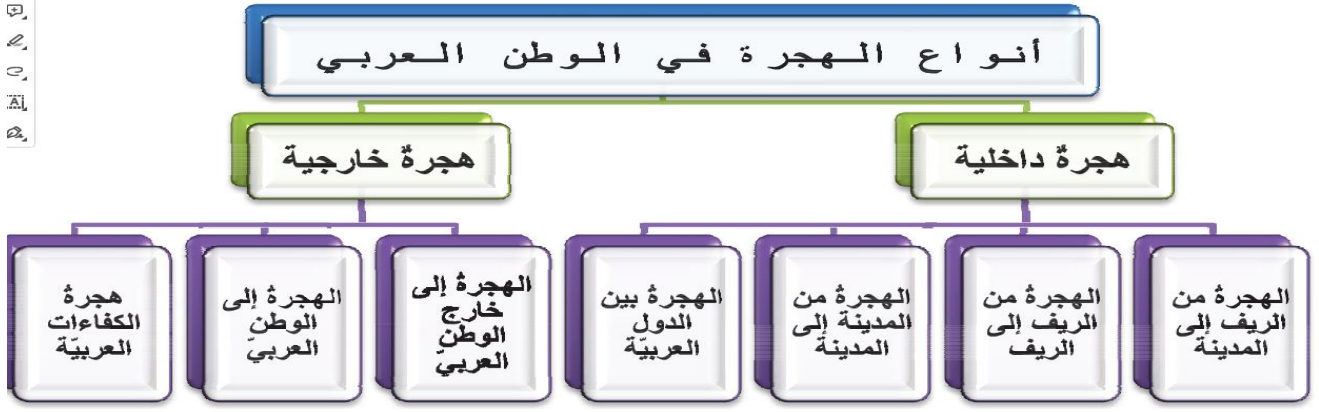 أنواع الهجرة في الوطن العربي
هجرةٌ داخلية
هجرةٌ خارجية
الهجرةُ من
الريف إلى
المدينة
الهجرةُ من
الريف إلى
الريف
الهجرةُ من
المدينة إلى
المدينة
الهجرةُ بين
الدول
العربيّة
الهجرةُ إلى
خارج
الوطن
العربيّ
الهجرةُ إلى
الوطن
العربيّ
هجرةُ
الكفاءات
العربيّة